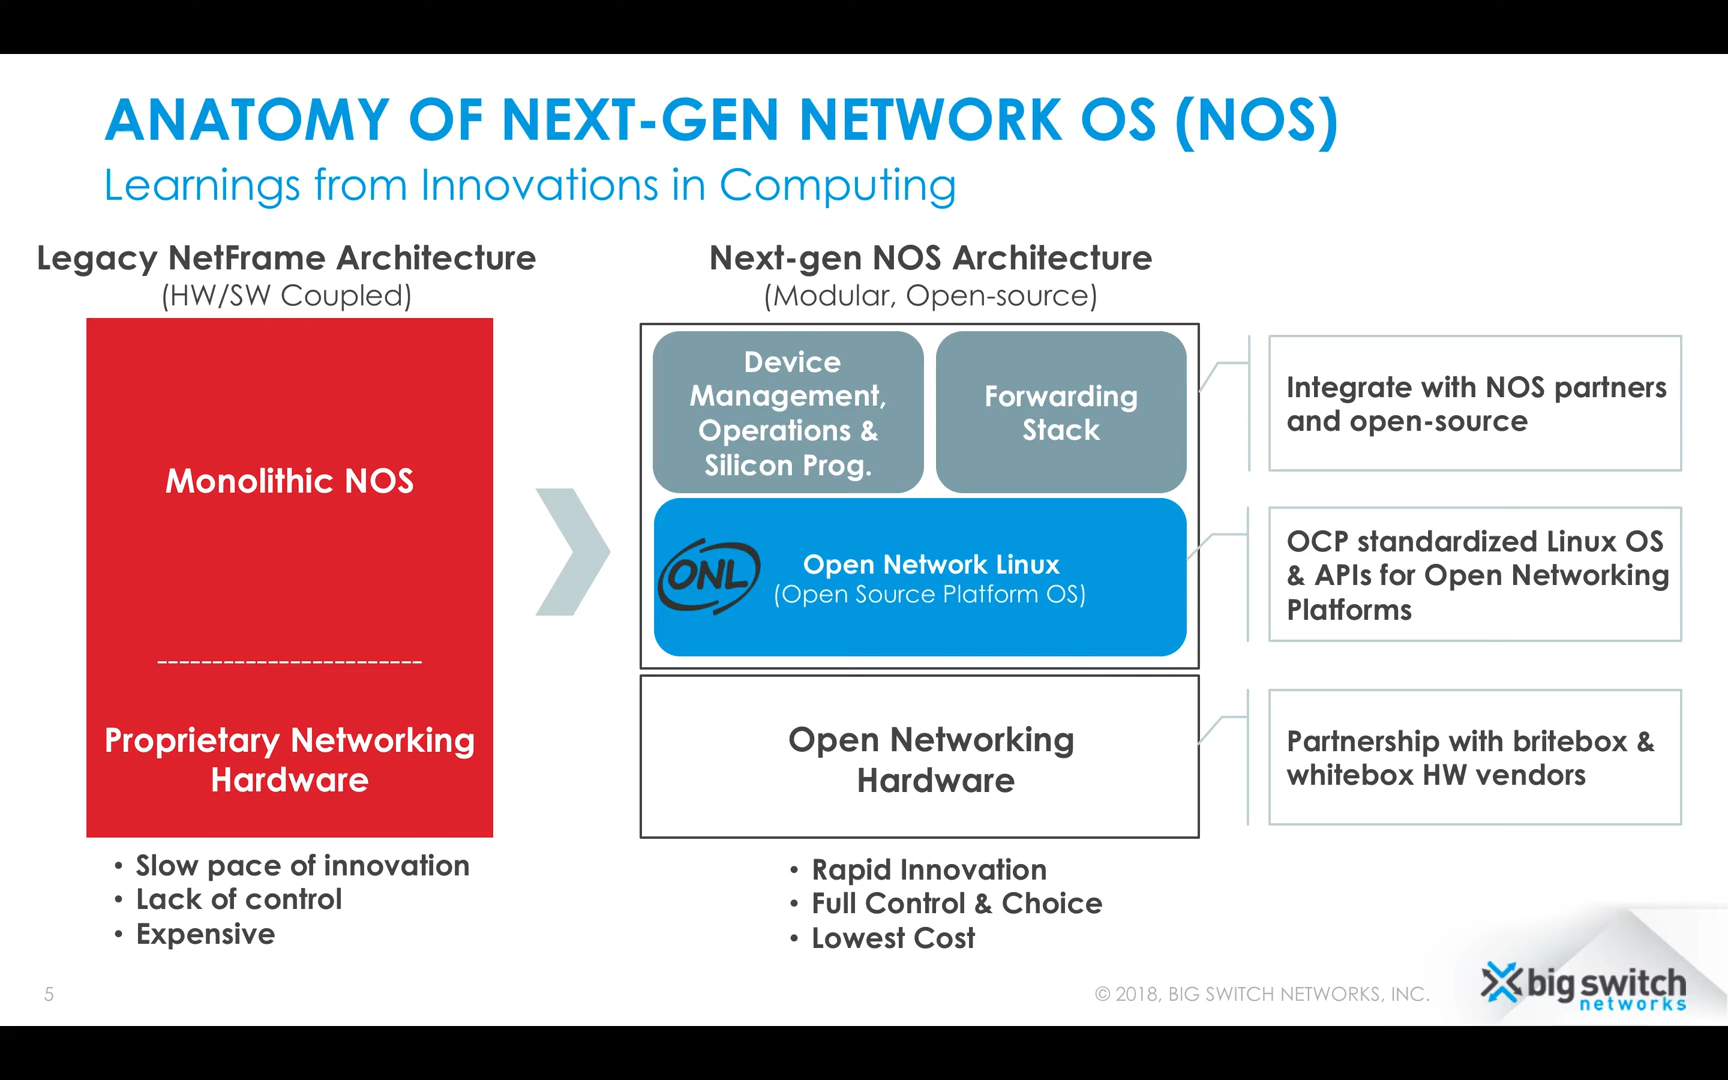 ANATOMY OF NEXT-GEN NETWORK OS (NOS)
Learnings from Innovations in Computing
Legacy NetFrame Architecture
(HW/SW Coupled)
Monolithic NOS
------------------------
Proprietary Networking
Hardware
• Slow pace of innovation
• Lack of control
• Expensive
Next-gen NOS Architecture
(Modular, Open-source)
Device
Management,
Operations &
Silicon Prog.
Forwarding
Stack
ONL
Open Network Linux
(Open Source Platform OS)
Open Networking
Hardware
• Rapid Innovation
• Full Control & Choice
• Lowest Cost
Integrate with NOS partners
and open-source
OCP standardized Linux OS
& APIs for Open Networking
Platforms
Partnership with britebox &
whitebox HW vendors
5
© 2018, BIG SWITCH NETWORKS, INC.
big switch
networks